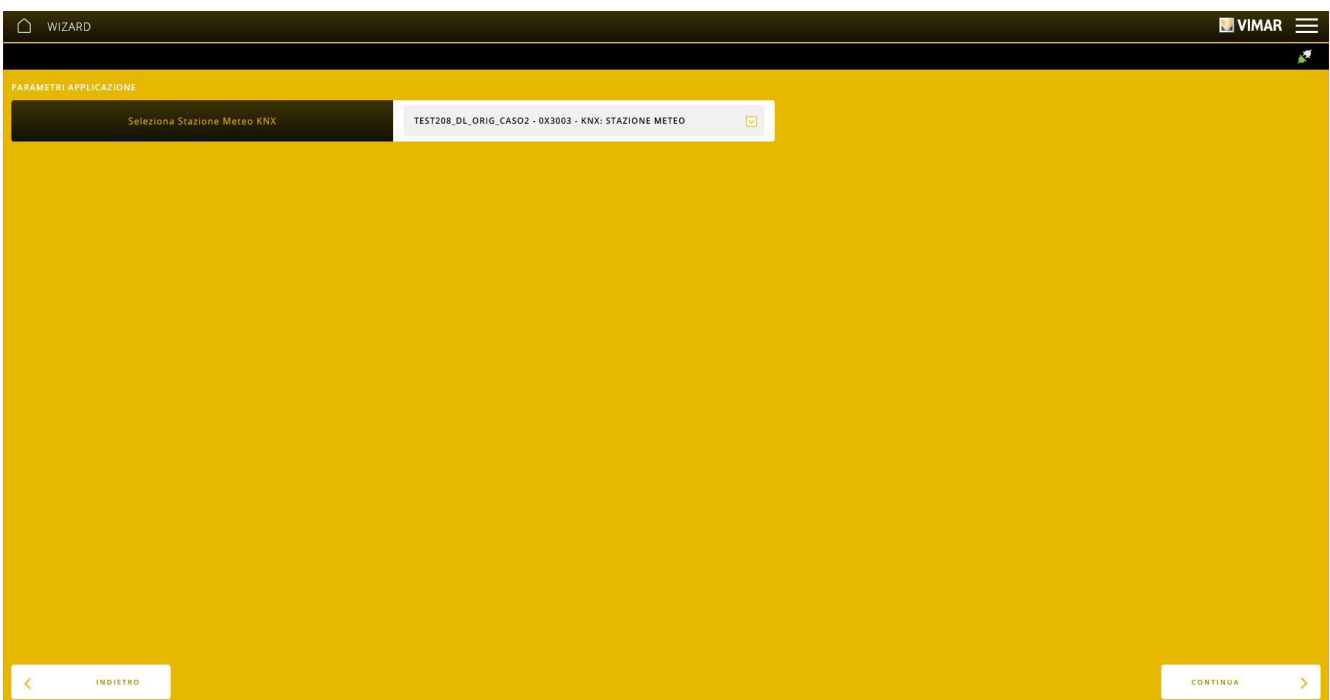 WIZARD
VIMAR
PARAMETRI APPLICAZIONE
Seleziona Stazione Meteo KNX
TEST208_DL_ORIG_CASO2 - 0X3003 - KNX: STAZIONE METEO
INDIETRO
CONTINUA